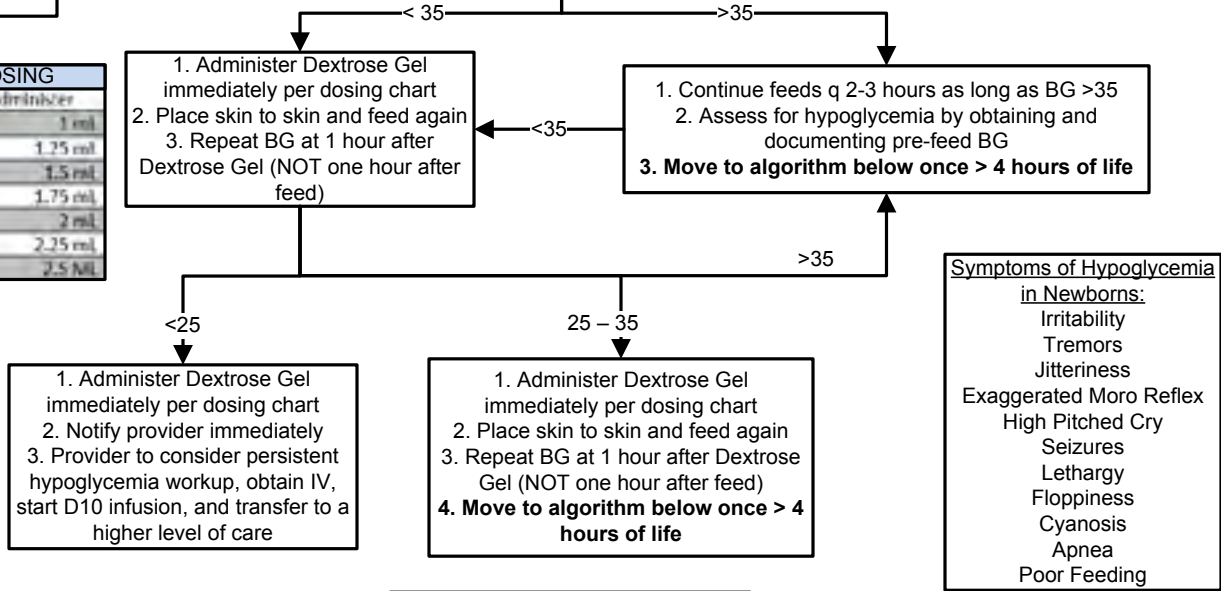 < 35
>35
OSING
administer
1 mL
1.25 mL
1.5 mL
1.75 mL
2 mL
2.25 mL
2.5 ML
1. Administer Dextrose Gel
immediately per dosing chart
2. Place skin to skin and feed again
3. Repeat BG at 1 hour after
Dextrose Gel (NOT one hour after
feed)
<35
1. Continue feeds q 2-3 hours as long as BG >35
2. Assess for hypoglycemia by obtaining and
documenting pre-feed BG
3. Move to algorithm below once > 4 hours of life
>35
<25
25 – 35
1. Administer Dextrose Gel
immediately per dosing chart
2. Notify provider immediately
3. Provider to consider persistent
hypoglycemia workup, obtain IV,
start D10 infusion, and transfer to a
higher level of care
1. Administer Dextrose Gel
immediately per dosing chart
2. Place skin to skin and feed again
3. Repeat BG at 1 hour after Dextrose
Gel (NOT one hour after feed)
4. Move to algorithm below once > 4
hours of life
Symptoms of Hypoglycemia
in Newborns:
Irritability
Tremors
Jitteriness
Exaggerated Moro Reflex
High Pitched Cry
Seizures
Lethargy
Floppiness
Cyanosis
Apnea
Poor Feeding